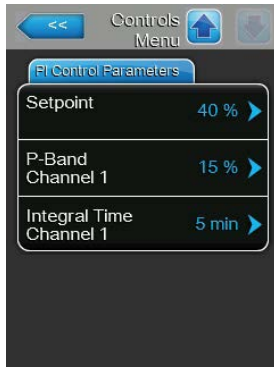 <<
Controls
Menu
PI Control Parameters
Setpoint
40 %
P-Band
Channel 1
15 %
Integral Time
Channel 1
5 min